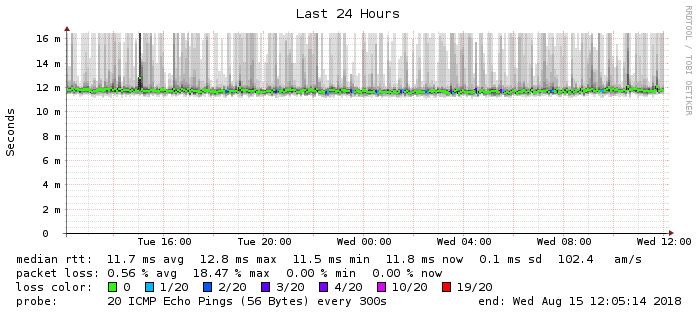 Last 24 Hours
RRDTOOL / TOBI OETIKER
Seconds
16 m
14 m
12 m
10 m
8 m
6 m
4 m
2 m
0
Tue 16:00 Tue 20:00 Wed 00:00 Wed 04:00 Wed 08:00 Wed 12:00
median rtt: 11.7 ms avg 12.8 ms max 11.5 ms min 11.8 ms now 0.1 ms sd 102.4 am/s
packet loss: 0.56 % avg 18.47 % max 0.00 % min 0.00 % now
loss color: 0 1/20 2/20 3/20 4/20 10/20 19/20
probe: 20 ICMP Echo Pings (56 Bytes) every 300s end: Wed Aug 15 12:05:14 2018